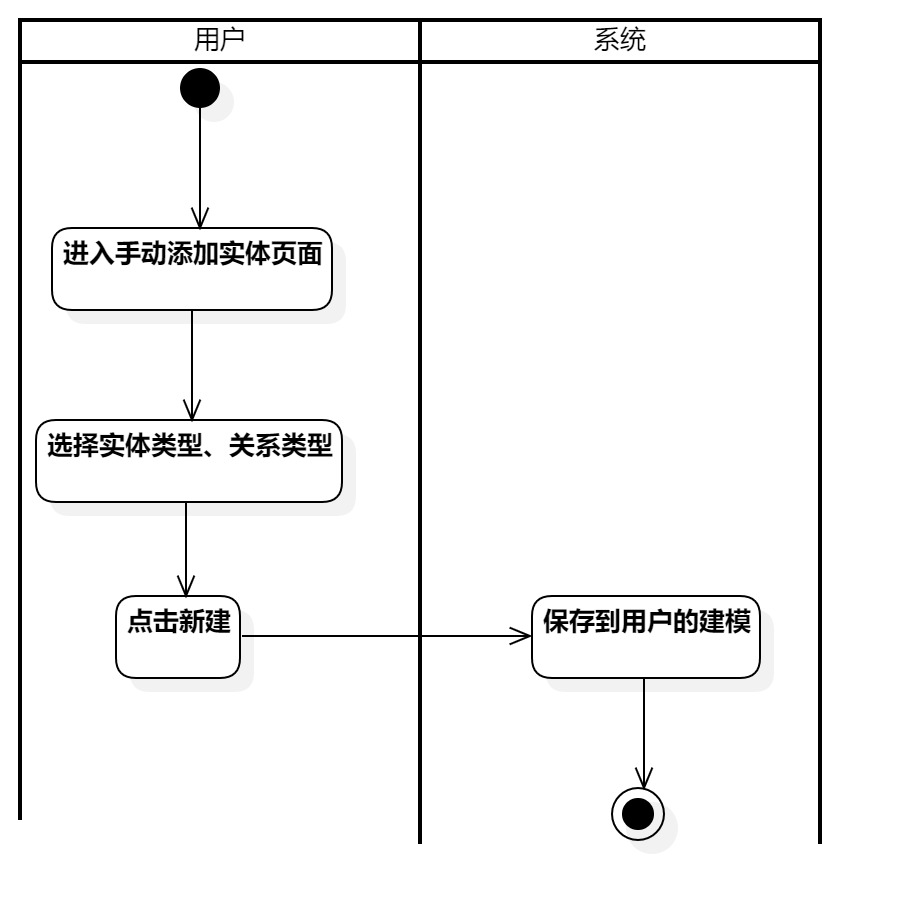 用户
系统
进入手动添加实体页面
选择实体类型、关系类型
点击新建
保存到用户的建模